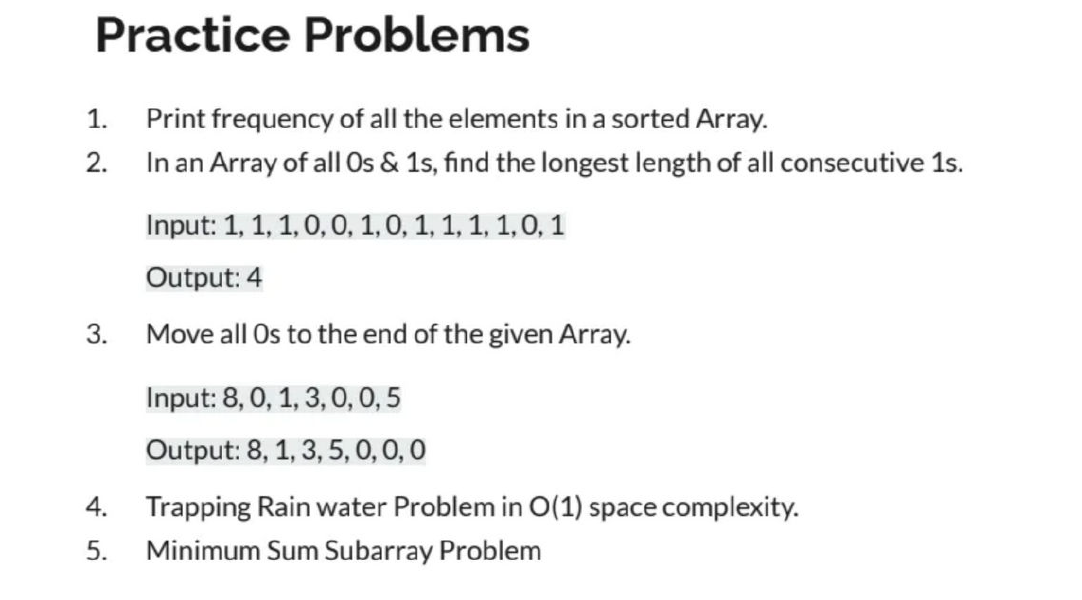 Practice Problems
1. Print frequency of all the elements in a sorted Array.
2. In an Array of all 0s & 1s, find the longest length of all consecutive 1s.
Input: 1, 1, 1, 0, 0, 1, 0, 1, 1, 1, 1, 0, 1
Output: 4
3. Move all 0s to the end of the given Array.
Input: 8, 0, 1, 3, 0, 0, 5
Output: 8, 1, 3, 5, 0, 0, 0
4. Trapping Rain water Problem in O(1) space complexity.
5. Minimum Sum Subarray Problem